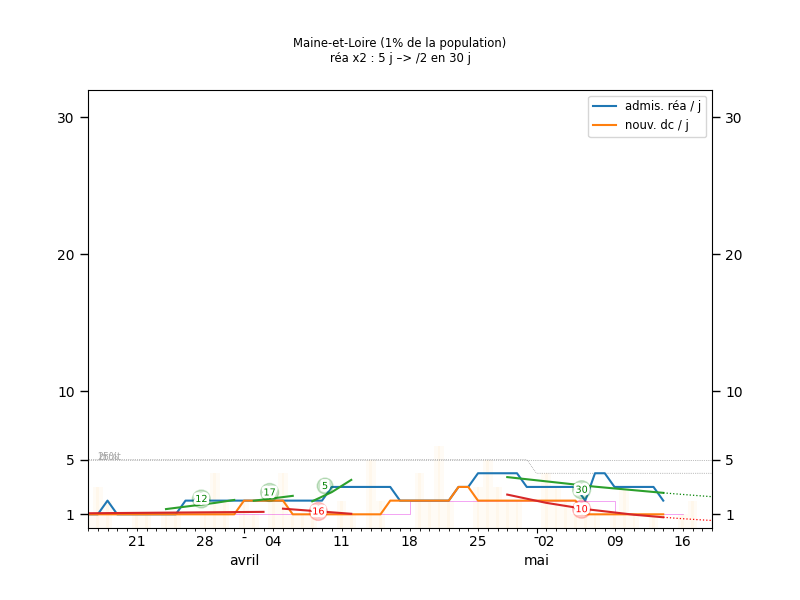 Maine-et-Loire (1% de la population)
réa x2 : 5 j –> /2 en 30 j
admis. réa / j
nouv. dc / j
30 30
20 20
10 10
5 5
1 1
12 17 5 30
16 10
21 28 04 11 18 25 02 09 16
avril mai